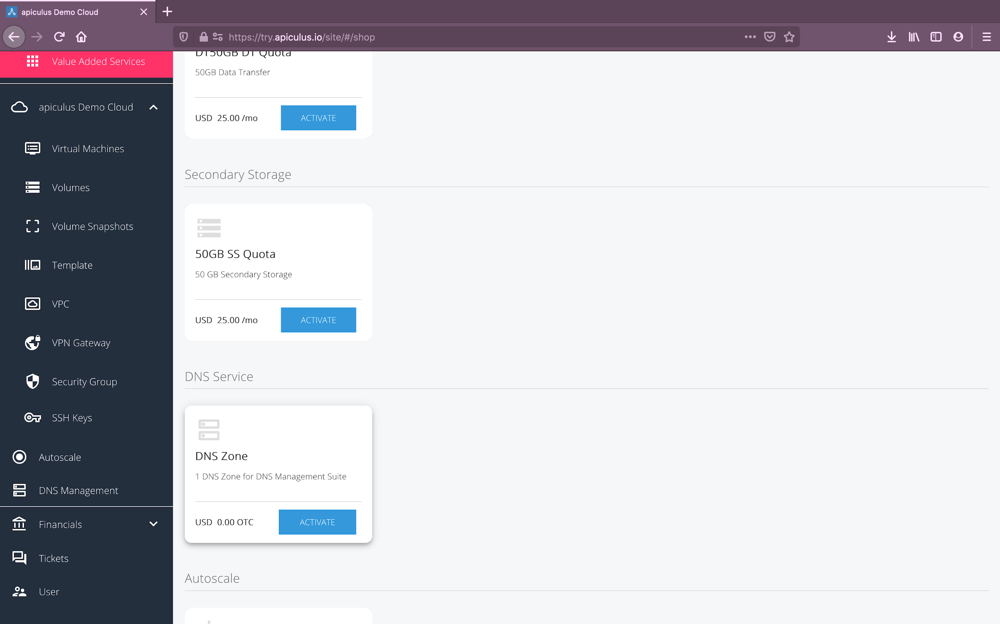 apiculus Demo Cloud
https://try.apiculus.io/site/#/shop
Value Added Services
apiculus Demo Cloud
Virtual Machines
Volumes
Volume Snapshots
Template
VPC
VPN Gateway
Security Group
SSH Keys
Autoscale
DNS Management
Financials
Tickets
User
DT50GB DT Quota
50GB Data Transfer
USD 25.00 /mo
ACTIVATE
Secondary Storage
50GB SS Quota
50 GB Secondary Storage
USD 25.00 /mo
ACTIVATE
DNS Service
DNS Zone
1 DNS Zone for DNS Management Suite
USD 0.00 OTC
ACTIVATE
Autoscale